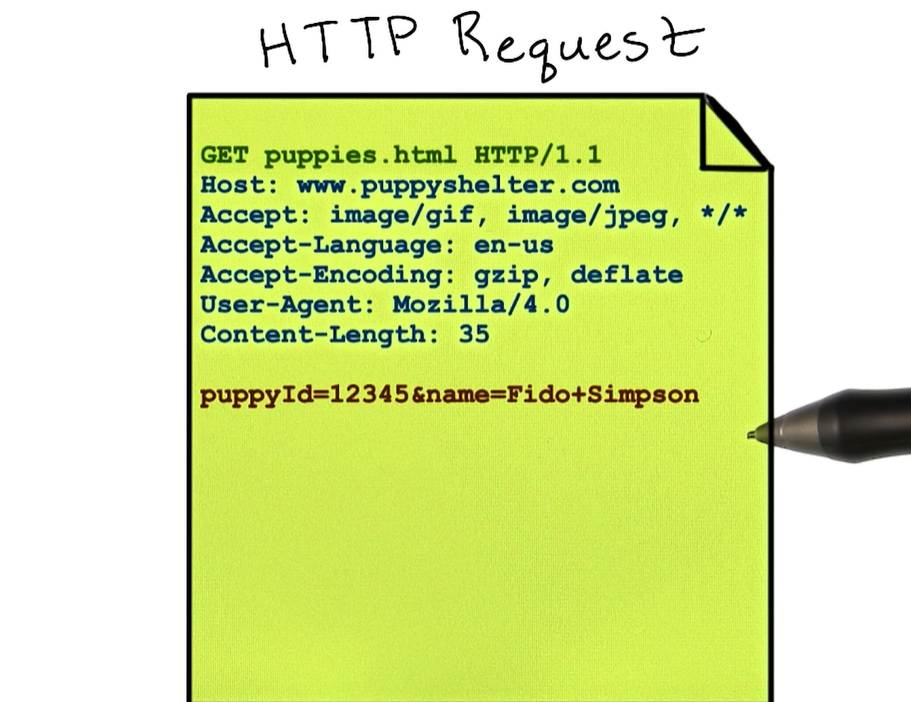 HTTP Request
GET puppies.html HTTP/1.1
Host: www.puppyshelter.com
Accept: image/gif, image/jpeg, */*
Accept-Language: en-us
Accept-Encoding: gzip, deflate
User-Agent: Mozilla/4.0
Content-Length: 35
puppyId=12345&name=Fido+Simpson